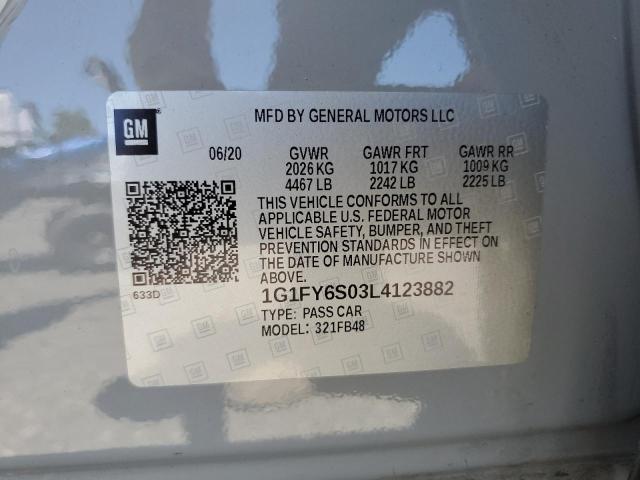 GM
MFD BY GENERAL MOTORS LLC
06/20 GVWR GAWR FRT GAWR RR
2026 KG 1017 KG 1009 KG
4467 LB 2242 LB 2225 LB
THIS VEHICLE CONFORMS TO ALL
APPLICABLE U.S. FEDERAL MOTOR
VEHICLE SAFETY, BUMPER, AND THEFT
PREVENTION STANDARDS IN EFFECT ON
THE DATE OF MANUFACTURE SHOWN
ABOVE.
633D
1G1FY6S03L4123882
TYPE: PASS CAR
MODEL: 321FB48